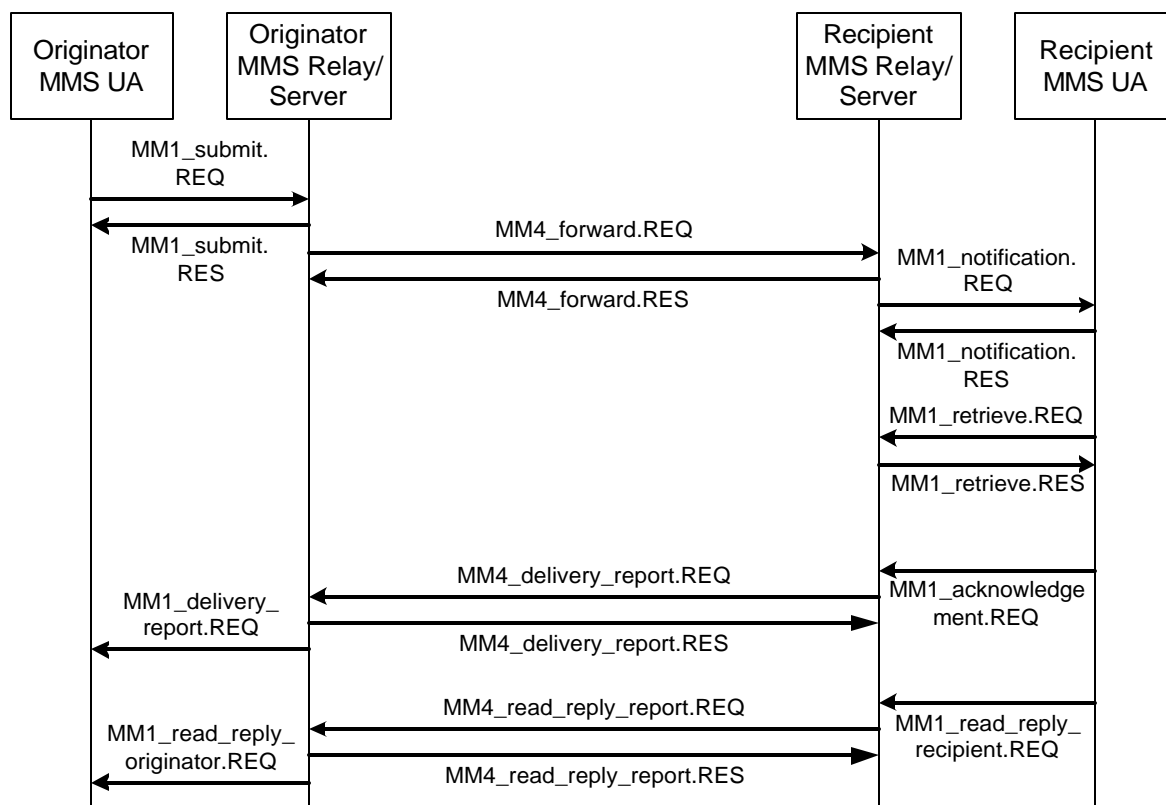 Originator
MMS UA
Originator
MMS Relay/
Server
Recipient
MMS Relay/
Server
Recipient
MMS UA
MM1_submit.
REQ
MM1_submit.
RES
MM4_forward.REQ
MM4_forward.RES
MM1_notification.
REQ
MM1_notification.
RES
MM1_retrieve.REQ
MM1_retrieve.RES
MM1_acknowledge
ment.REQ
MM4_delivery_report.REQ
MM1_delivery_
report.REQ
MM4_delivery_report.RES
MM1_read_reply_
recipient.REQ
MM4_read_reply_report.REQ
MM1_read_reply_
originator.REQ
MM4_read_reply_report.RES